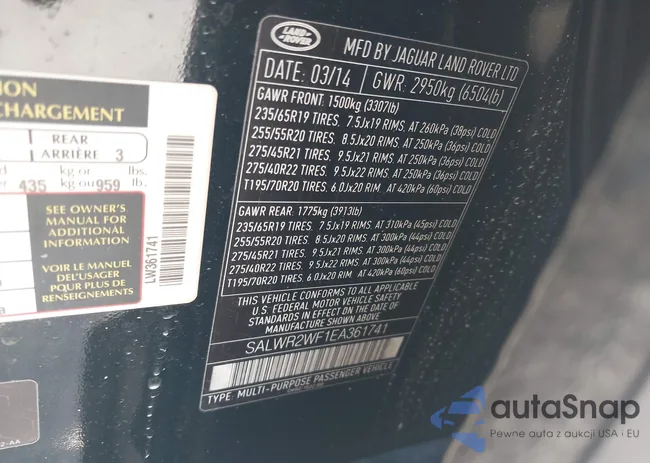 ION
CHARGEMENT
REAR
ARRIÈRE 3
kg or lbs.
435 kg ou 959 lb.
SEE OWNER'S
MANUAL FOR
ADDITIONAL
INFORMATION
VOIR LE MANUEL
DE L'USAGER
POUR PLUS DE
RENSEIGNEMENTS
LW361741
LAND
ROVER
MFD BY JAGUAR LAND ROVER LTD
DATE: 03/14 GWR: 2950kg (6504lb)
GAWR FRONT: 1500kg (3307lb)
235/65R19 TIRES. 7.5Jx19 RIMS. AT 260kPa (38psi) COLD
255/55R20 TIRES. 8.5Jx20 RIMS. AT 250kPa (36psi) COLD
275/45R21 TIRES. 9.5Jx21 RIMS. AT 250kPa (36psi) COLD
275/40R22 TIRES. 9.5Jx22 RIMS. AT 250kPa (36psi) COLD
T195/70R20 TIRES. 6.0Jx20 RIM. AT 420kPa (60psi) COLD
GAWR REAR: 1775kg (3913lb)
235/65R19 TIRES. 7.5Jx19 RIMS. AT 310kPa (45psi) COLD
255/55R20 TIRES. 8.5Jx20 RIMS. AT 300kPa (44psi) COLD
275/45R21 TIRES. 9.5Jx21 RIMS. AT 300kPa (44psi) COLD
275/40R22 TIRES. 9.5Jx22 RIMS. AT 300kPa (44psi) COLD
T195/70R20 TIRES. 6.0Jx20 RIM. AT 420kPa (60psi) COLD
THIS VEHICLE CONFORMS TO ALL APPLICABLE
U.S. FEDERAL MOTOR VEHICLE SAFETY
STANDARDS IN EFFECT ON THE DATE OF
MANUFACTURE SHOWN ABOVE.
SALWR2WF1EA361741
TYPE: MULTI-PURPOSE PASSENGER VEHICLE
2-AA
autaSnap
Pewne auta z aukcji USA i EU